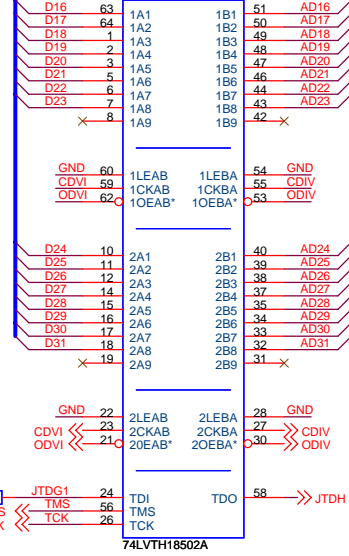 D16 63 1A1 1B1 51 AD16
D17 64 1A2 1B2 50 AD17
D18 1 1A3 1B3 49 AD18
D19 2 1A4 1B4 48 AD19
D20 3 1A5 1B5 47 AD20
D21 5 1A6 1B6 46 AD21
D22 6 1A7 1B7 44 AD22
D23 7 1A8 1B8 43 AD23
8 1A9 1B9 42
GND 60 1LEAB 1LEBA 54 GND
CDVI 59 1CKAB 1CKBA 55 CDIV
ODVI 62 1OEAB* 1OEBA* 53 ODIV
D24 10 2A1 2B1 40 AD24
D25 11 2A2 2B2 39 AD25
D26 12 2A3 2B3 38 AD26
D27 14 2A4 2B4 37 AD27
D28 15 2A5 2B5 35 AD28
D29 16 2A6 2B6 34 AD29
D30 17 2A7 2B7 33 AD30
D31 18 2A8 2B8 32 AD31
19 2A9 2B9 31
GND 22 2LEAB 2LEBA 28 GND
CDVI 23 2CKAB 2CKBA 27 CDIV
ODVI 21 20EAB* 2OEBA* 30 ODIV
JTDG1 24 TDI TDO 58 JTDH
S TMS 56 TMS
K TCK 26 TCK
74LVTH18502A